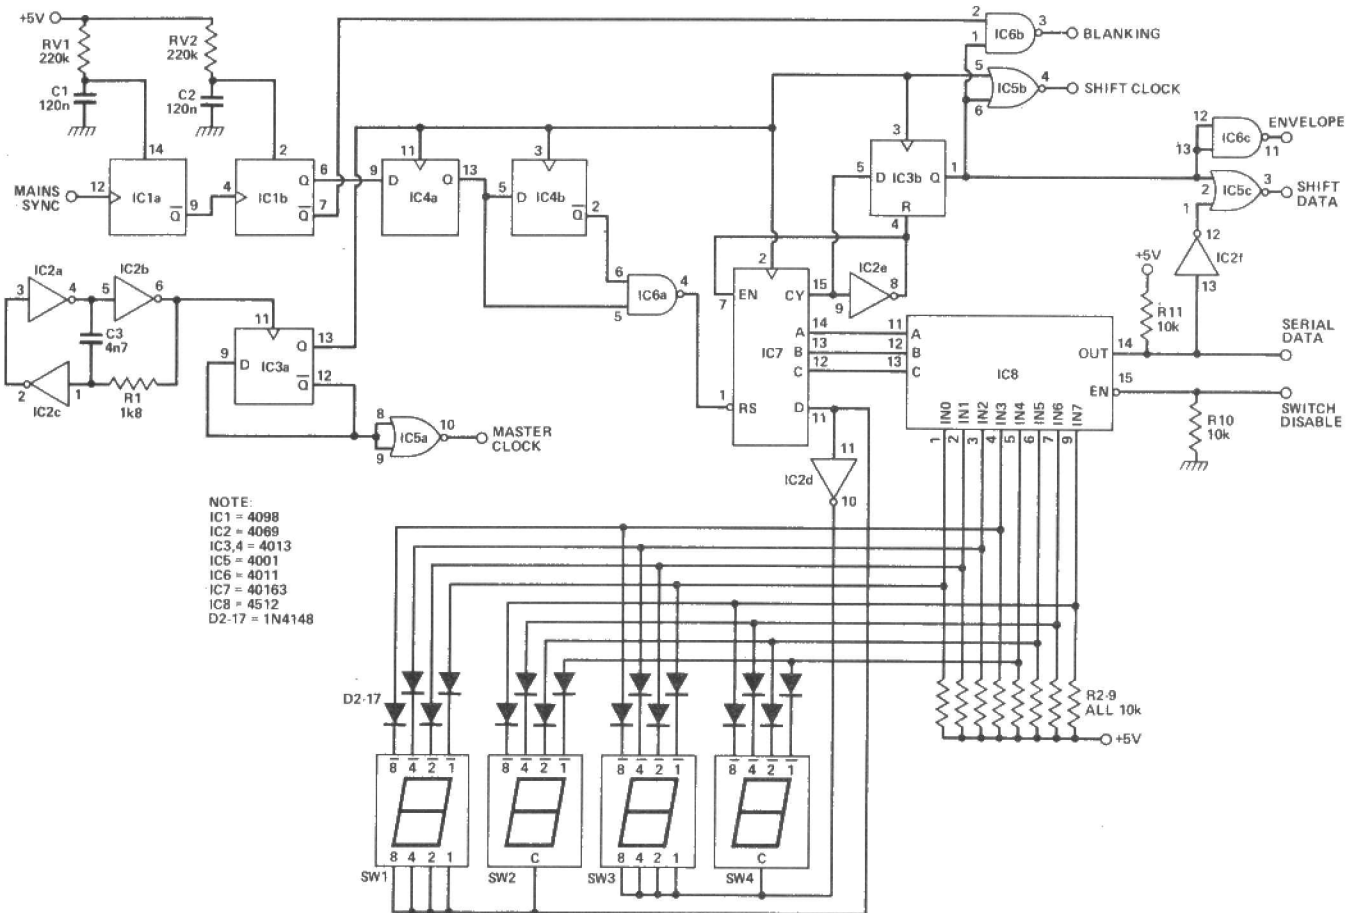 +5V
RV1
220k
RV2
220k
C1
120n
C2
120n
14
2
MAINS
SYNC
12
IC1a
Q
9
4
IC1b
Q
6
Q
7
9
D
11
IC4a
Q
13
5
D
3
IC4b
Q
2
6
5
IC6a
4
2
1
IC6b
3
BLANKING
5
6
IC5b
4
SHIFT CLOCK
3
5
D
IC3b
Q
1
R
4
12
13
IC6c
11
ENVELOPE
2
1
IC5c
3
SHIFT
DATA
12
IC2f
13
IC2a
3
4
IC2b
5
6
C3
4n7
2
IC2c
1
R1
1k8
11
9
D
IC3a
Q
13
Q
12
8
9
IC5a
10
MASTER
CLOCK
2
7
EN
CY
15
IC2e
9
8
A
14
B
13
C
12
IC7
1
RS
D
11
11
IC2d
10
11
A
12
B
13
C
IC8
OUT
14
EN
15
IN0
IN1
IN2
IN3
IN4
IN5
IN6
IN7
1
2
3
4
5
6
7
9
+5V
R11
10k
SERIAL
DATA
SWITCH
DISABLE
R10
10k
NOTE:
IC1 = 4098
IC2 = 4069
IC3,4 = 4013
IC5 = 4001
IC6 = 4011
IC7 = 40163
IC8 = 4512
D2-17 = 1N4148
D2-17
R2-9
ALL 10k
+5V
8 4 2 1
8 4 2 1
8 4 2 1
8 4 2 1
8 4 2 1
C
8 4 2 1
C
SW1
SW2
SW3
SW4